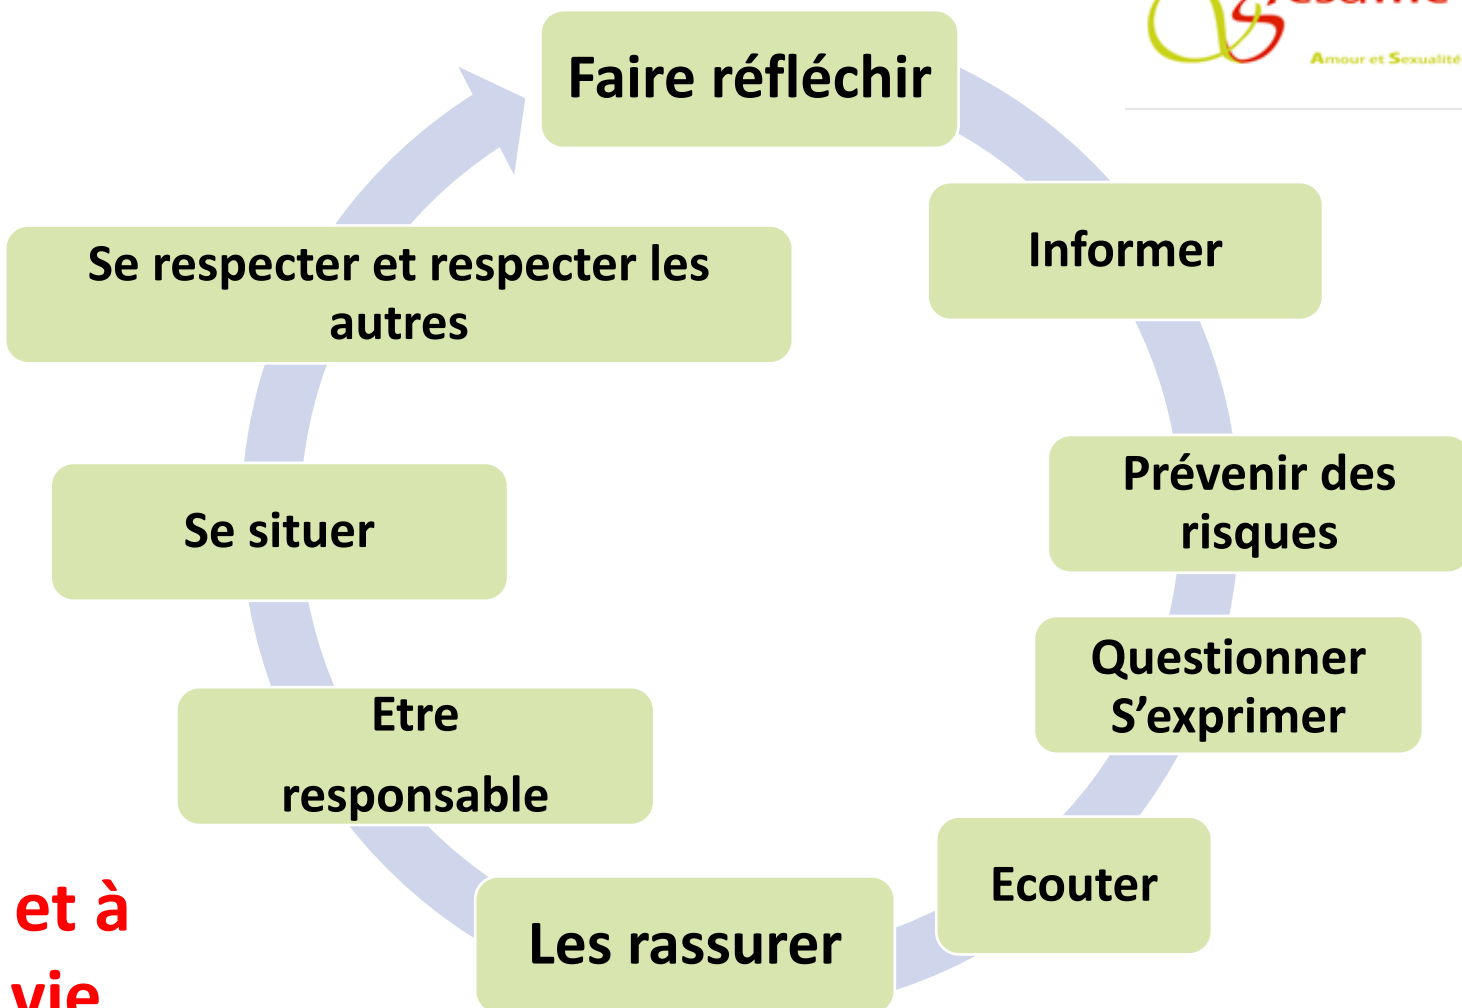 Faire réfléchir
Amour et Sexualité
Informer
Se respecter et respecter les
autres
Prévenir des
risques
Se situer
Questionner
S’exprimer
Etre
responsable
Ecouter
Les rassurer
et à
vie